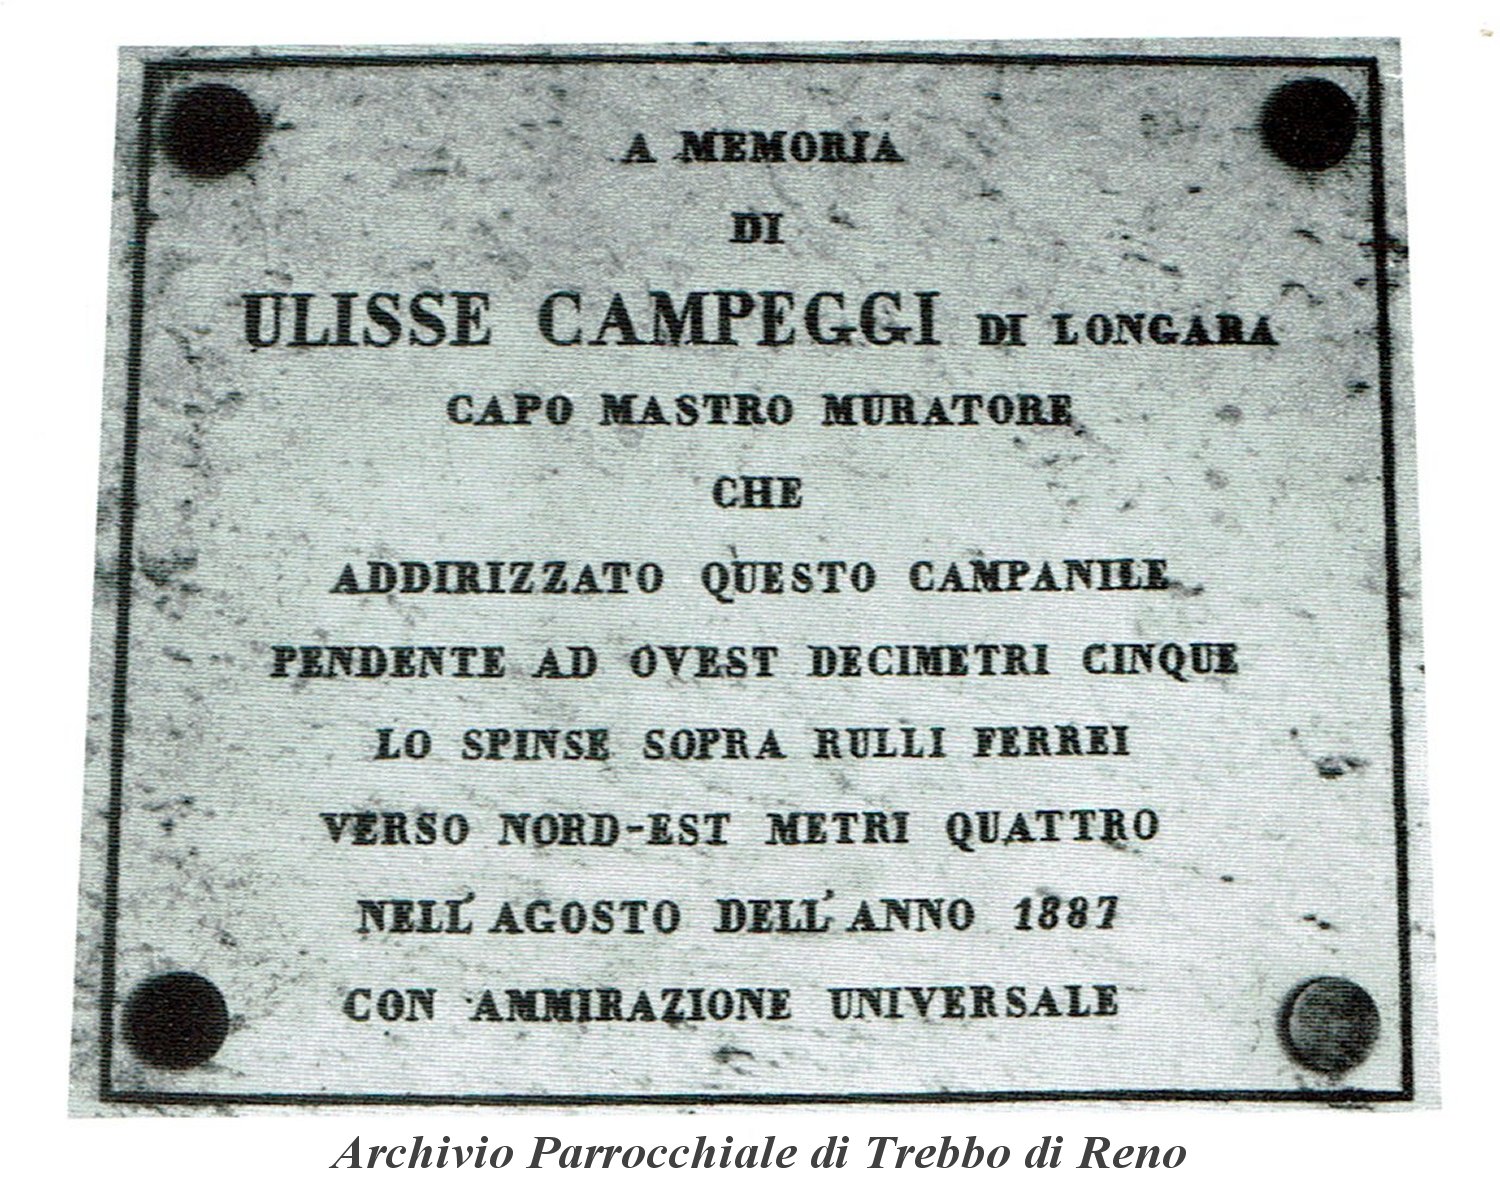 A MEMORIA
DI
ULISSE CAMPEGGI DI LONGARA
CAPO MASTRO MURATORE
CHE
ADDIRIZZATO QUESTO CAMPANILE
PENDENTE AD OVEST DECIMETRI CINQUE
LO SPINSE SOPRA RULLI FERREI
VERSO NORD-EST METRI QUATTRO
NELL' AGOSTO DELL' ANNO 1887
CON AMMIRAZIONE UNIVERSALE
Archivio Parrocchiale di Trebbo di Reno